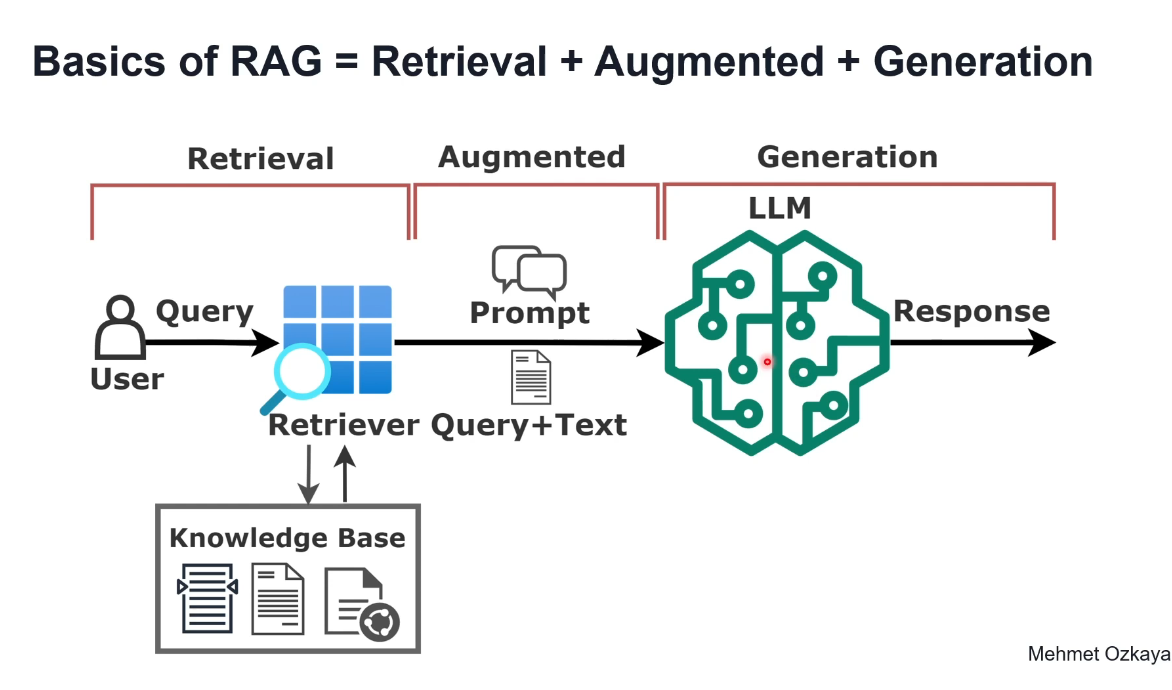 Basics of RAG = Retrieval + Augmented + Generation
Retrieval
Augmented
Generation
LLM
Query
Prompt
Response
User
Retriever
Query+Text
Knowledge Base
Mehmet Ozkaya